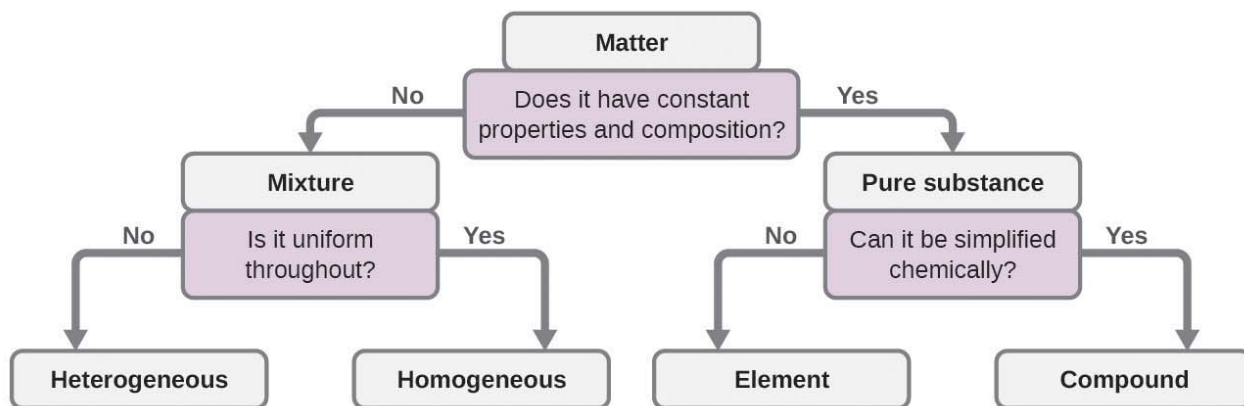 Matter
No
Does it have constant
properties and composition?
Yes
Mixture
Pure substance
No
Is it uniform
throughout?
Yes
No
Can it be simplified
chemically?
Yes
Heterogeneous
Homogeneous
Element
Compound